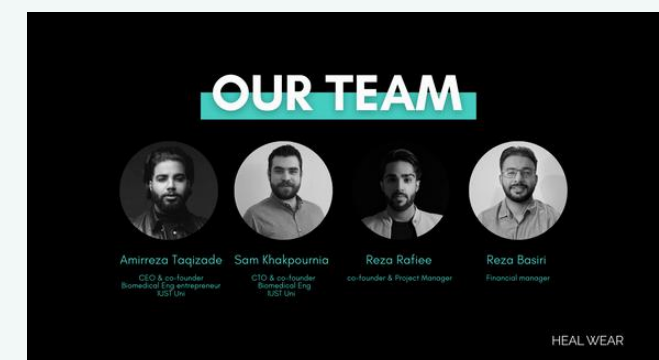 OUR TEAM
Amirreza Taqizade
CEO & co-founder
Biomedical Eng entrepreneur
IUST Uni
Sam Khakpournia
CTO & co-founder
Biomedical Eng
IUST Uni
Reza Rafiee
co-founder & Project Manager
Reza Basiri
Financial manager
HEAL WEAR